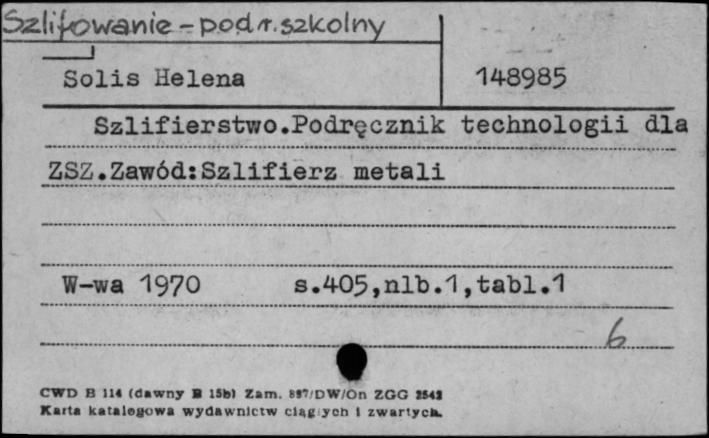 Szlifowanie - podr. szkolny
Solis Helena 148985
Szlifierstwo.Podręcznik technologii dla
ZSZ.Zawód:Szlifierz metali
W-wa 1970 s.405,nlb.1,tabl.1
6
CWD B 114 (dawny B 15b) Zam. 887/DW/On ZGG 2542
Karta katalogowa wydawnictw ciągłych i zwartych.